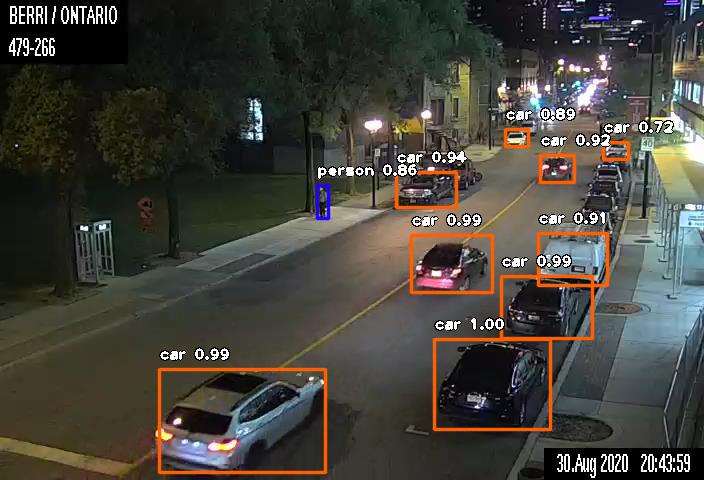 BERRI / ONTARIO
479-266
car 0.89
car 0.72
car 0.92
car 0.94
person 0.86
40
car 0.91
car 0.99
car 0.99
car 1.00
car 0.99
30.Aug 2020 20:43:59